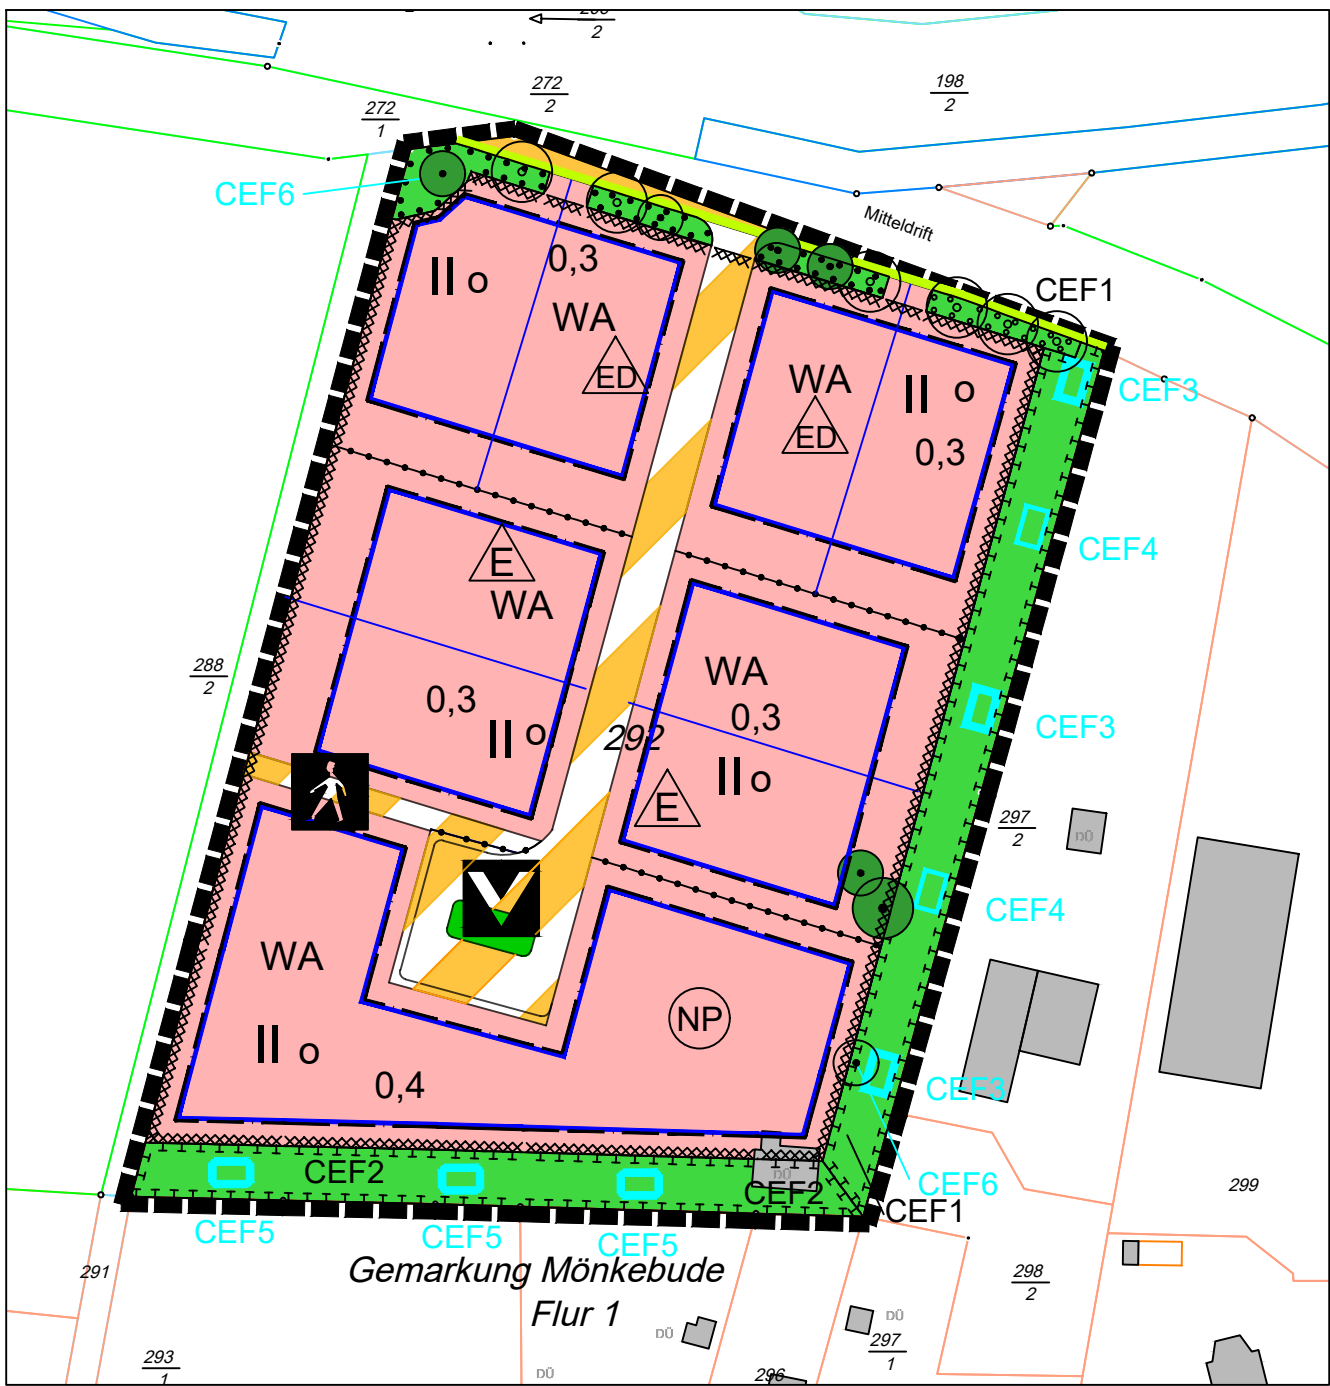 2
272
2
198
2
272
1
CEF6
Mitteldrift
0,3
II o
WA
ED
CEF1
WA
II o
ED
0,3
CEF3
CEF4
E
WA
0,3
II o
288
2
WA
0,3
II o
E
292
CEF3
297
2
DÜ
CEF4
WA
II o
0,4
NP
CEF3
CEF2
DÜ
CEF2
CEF6
CEF1
299
CEF5
CEF5
CEF5
Gemarkung Mönkebude
Flur 1
291
298
2
DÜ
DÜ
297
1
293
1
DÜ
296